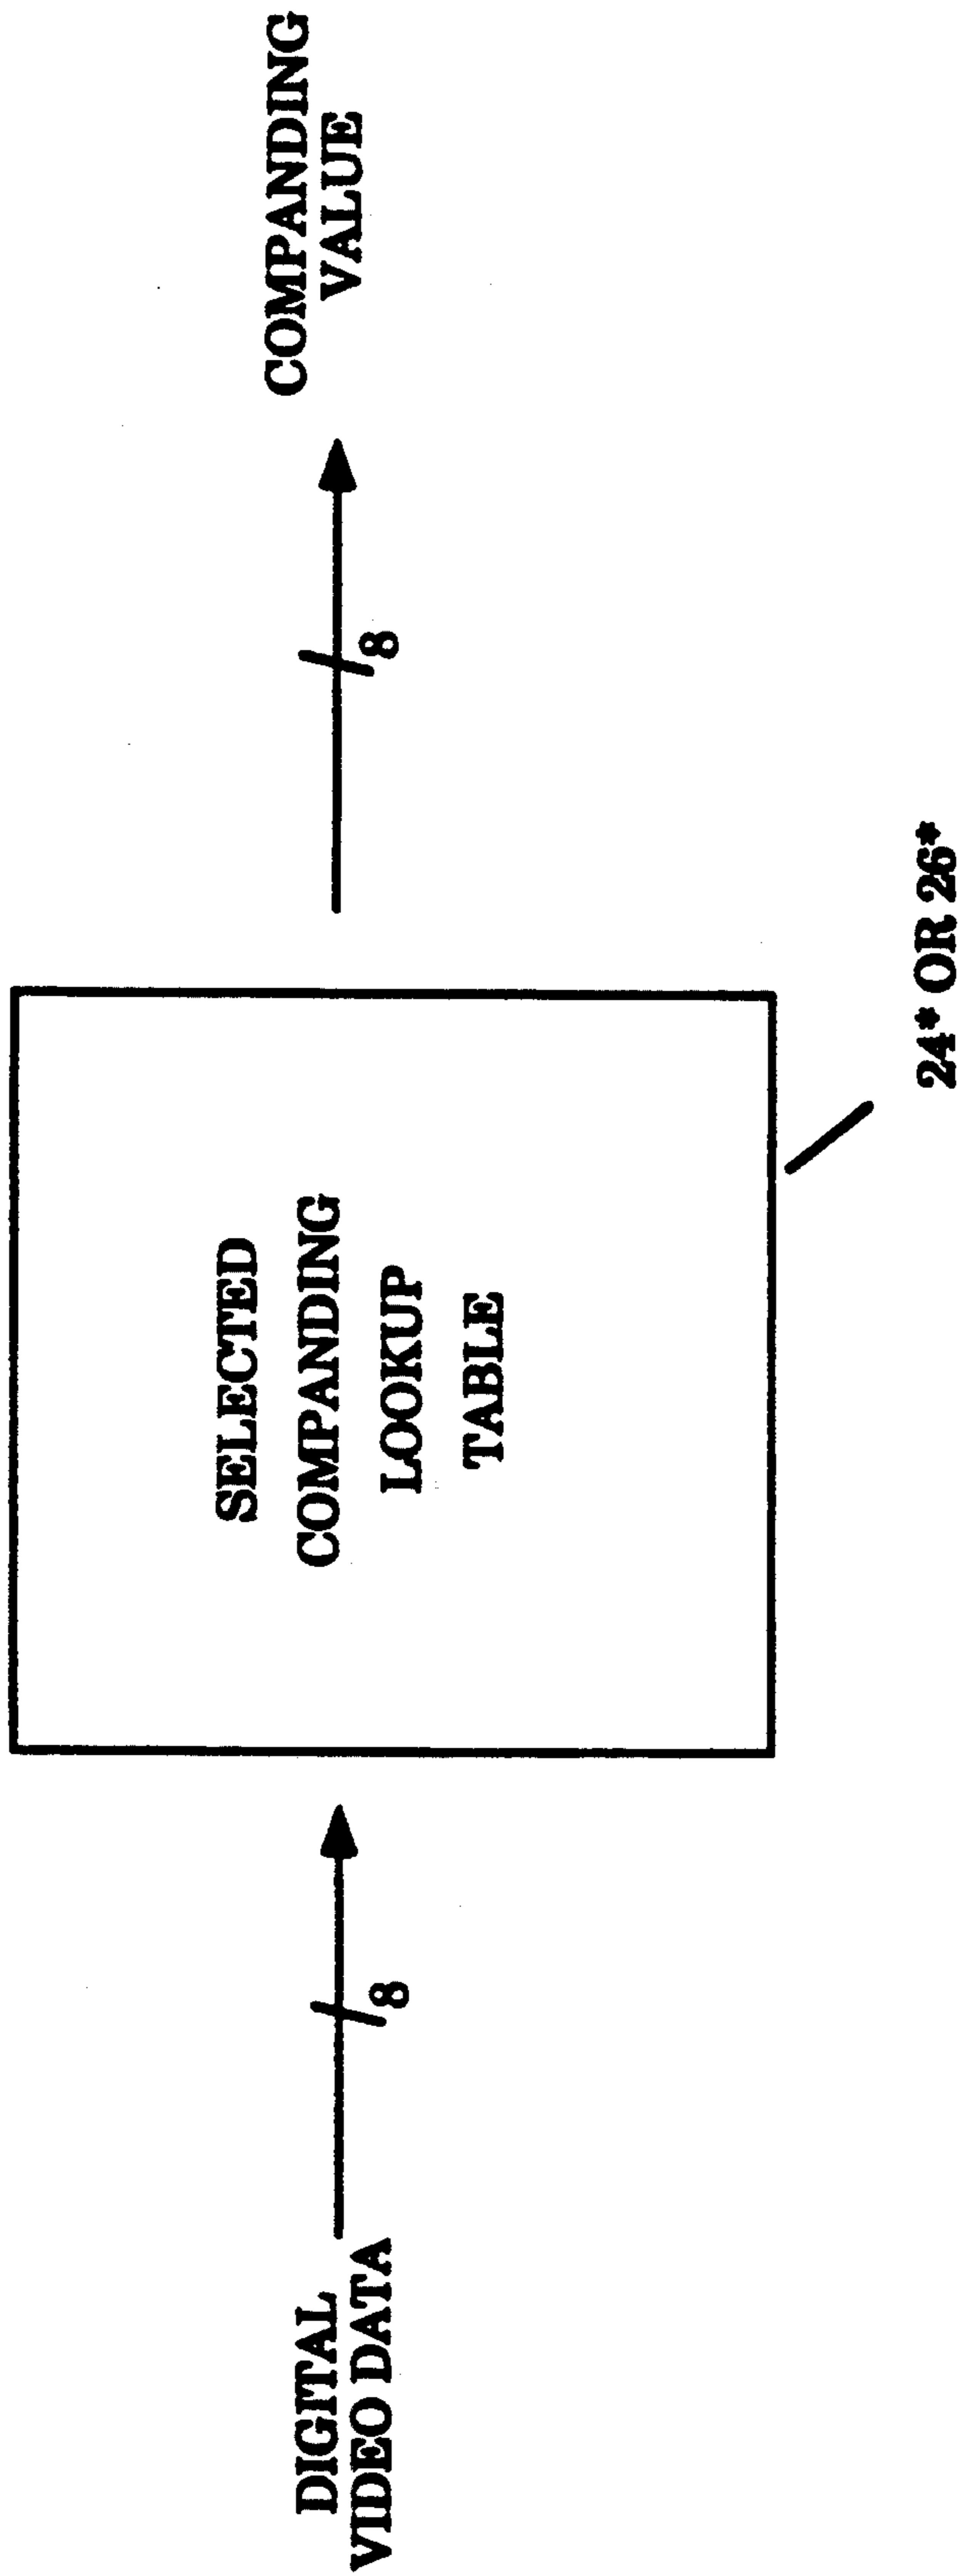 DIGITAL
VIDEO DATA
8
SELECTED
COMPANDING
LOOKUP
TABLE
24* OR 26*
8
COMPANDING
VALUE